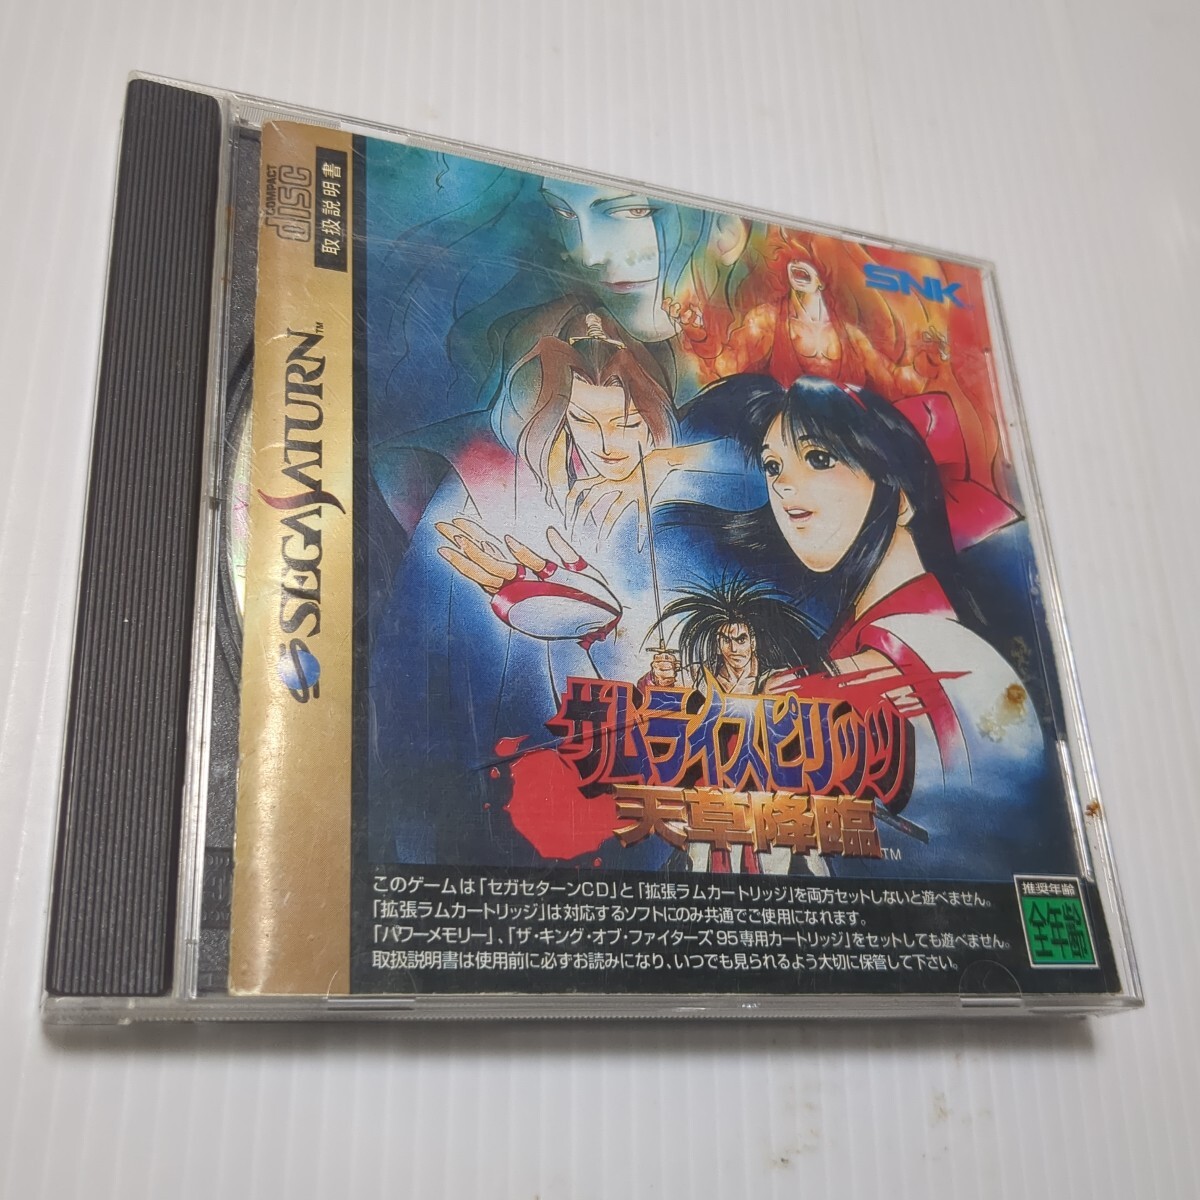 COMPACT
disc
取扱説明書
SEGA SATURN™
SNK
サムライスピリッツ
天草降臨™
このゲームは「セガセターンCD」と「拡張ラムカートリッジ」を両方セットしないと遊べません。
「拡張ラムカートリッジ」は対応するソフトにのみ共通でご使用になれます。
「パワーメモリー」、「ザ・キング・オブ・ファイターズ'95専用カートリッジ」をセットしても遊べません。
取扱説明書は使用前に必ずお読みになり、いつでも見られるよう大切に保管して下さい。
推奨年齢
全年齢